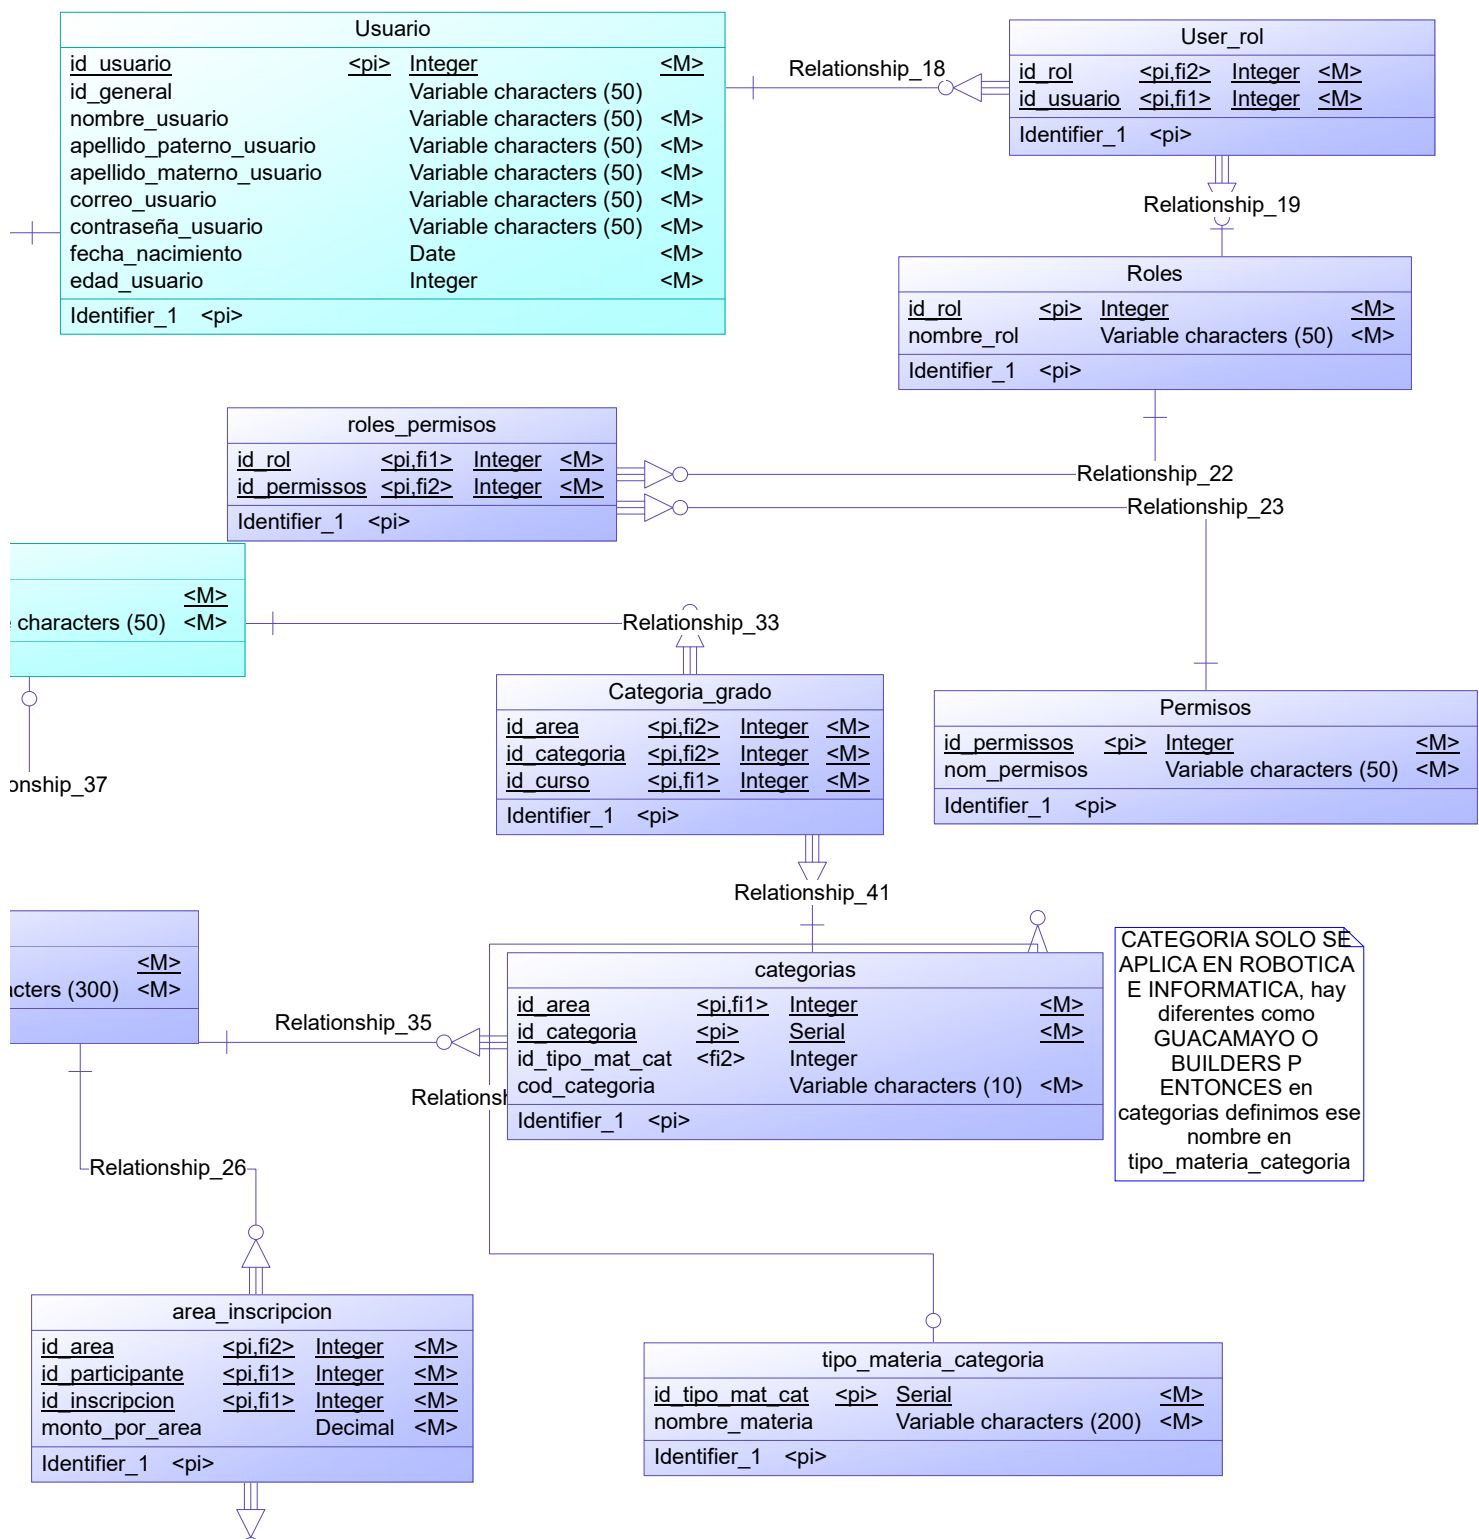 Usuario
id_usuario <pi> Integer <M>
id_general Variable characters (50)
nombre_usuario Variable characters (50) <M>
apellido_paterno_usuario Variable characters (50) <M>
apellido_materno_usuario Variable characters (50) <M>
correo_usuario Variable characters (50) <M>
contraseña_usuario Variable characters (50) <M>
fecha_nacimiento Date <M>
edad_usuario Integer <M>
Identifier_1 <pi>
Relationship_18
User_rol
id_rol <pi,fi2> Integer <M>
id_usuario <pi,fi1> Integer <M>
Identifier_1 <pi>
Relationship_19
Roles
id_rol <pi> Integer <M>
nombre_rol Variable characters (50) <M>
Identifier_1 <pi>
roles_permisos
id_rol <pi,fi1> Integer <M>
id_permissos <pi,fi2> Integer <M>
Identifier_1 <pi>
Relationship_22
Relationship_23
<M>
characters (50) <M>
Relationship_33
onship_37
Categoria_grado
id_area <pi,fi2> Integer <M>
id_categoria <pi,fi2> Integer <M>
id_curso <pi,fi1> Integer <M>
Identifier_1 <pi>
Permisos
id_permissos <pi> Integer <M>
nom_permisos Variable characters (50) <M>
Identifier_1 <pi>
Relationship_41
<M>
acters (300) <M>
Relationship_35
Relationsh
categorias
id_area <pi,fi1> Integer <M>
id_categoria <pi> Serial <M>
id_tipo_mat_cat <fi2> Integer
cod_categoria Variable characters (10) <M>
Identifier_1 <pi>
CATEGORIA SOLO SE
APLICA EN ROBOTICA
E INFORMATICA, hay
diferentes como
GUACAMAYO O
BUILDERS P
ENTONCES en
categorias definimos ese
nombre en
tipo_materia_categoria
Relationship_26
area_inscripcion
id_area <pi,fi2> Integer <M>
id_participante <pi,fi1> Integer <M>
id_inscripcion <pi,fi1> Integer <M>
monto_por_area Decimal <M>
Identifier_1 <pi>
tipo_materia_categoria
id_tipo_mat_cat <pi> Serial <M>
nombre_materia Variable characters (200) <M>
Identifier_1 <pi>